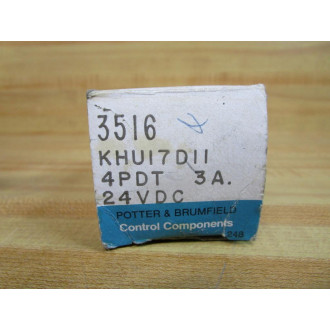 3516
KHU17D11
4PDT 3A.
24VDC
POTTER & BRUMFIELD
Control Components